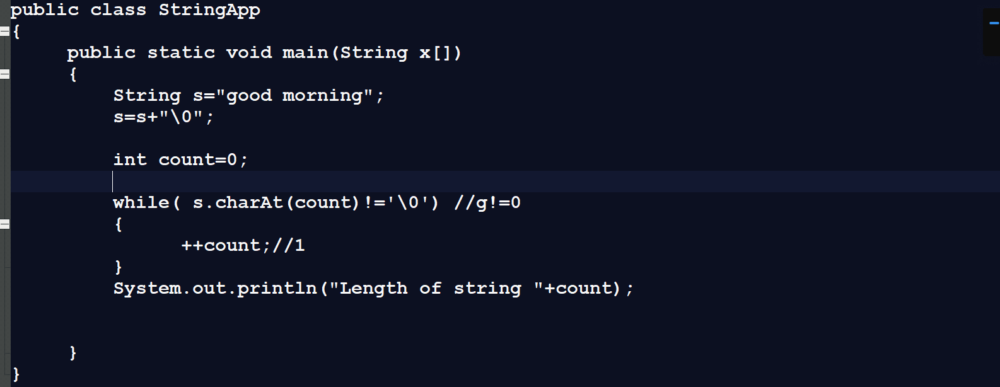 public class StringApp
{
public static void main(String x[])
{
String s="good morning";
s=s+"\0";
int count=0;
while( s.charAt(count)!='\0') //g!=0
{
++count;//1
}
System.out.println("Length of string "+count);
}
}